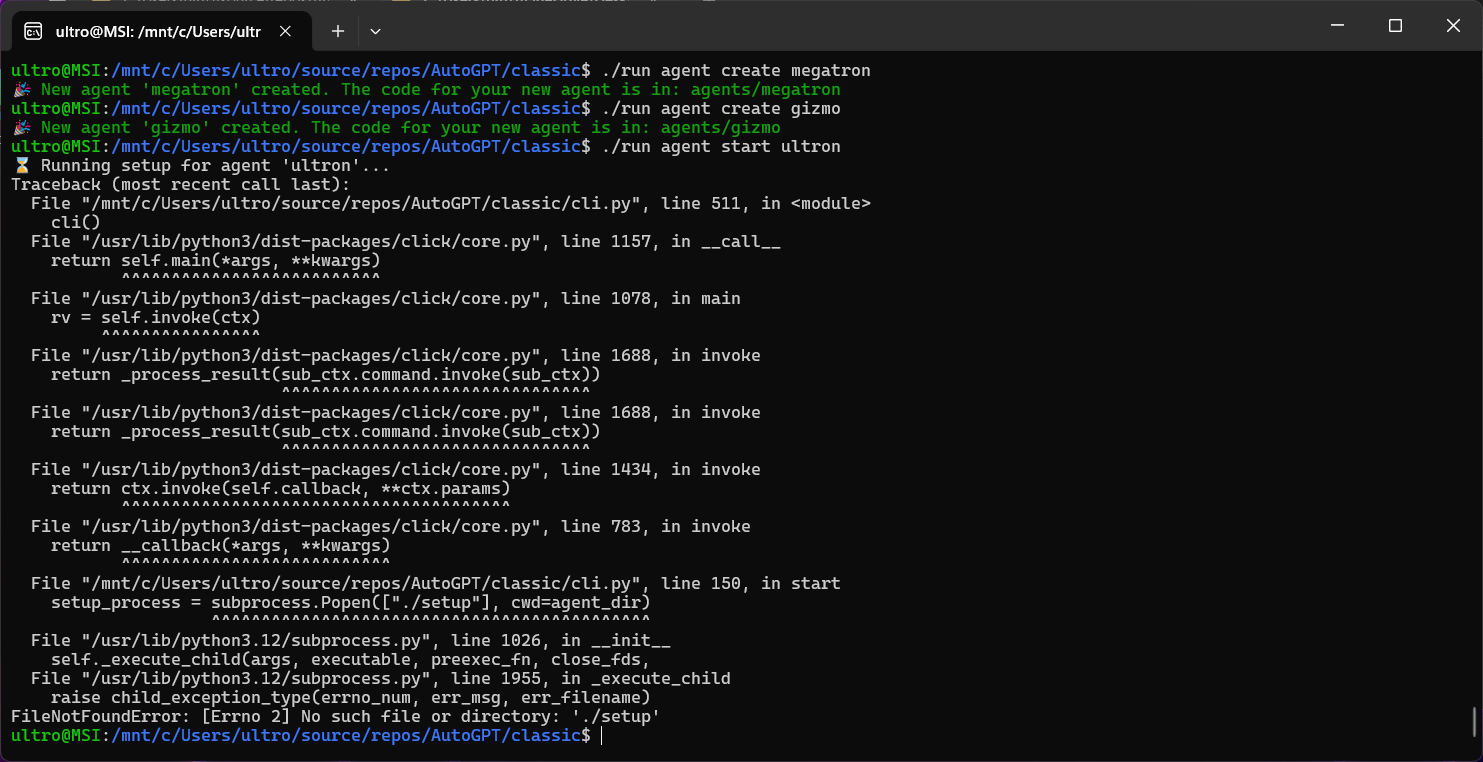 ultro@MSI: /mnt/c/Users/ultr
ultro@MSI:/mnt/c/Users/ultro/source/repos/AutoGPT/classic$ ./run agent create megatron
🎉 New agent 'megatron' created. The code for your new agent is in: agents/megatron
ultro@MSI:/mnt/c/Users/ultro/source/repos/AutoGPT/classic$ ./run agent create gizmo
🎉 New agent 'gizmo' created. The code for your new agent is in: agents/gizmo
ultro@MSI:/mnt/c/Users/ultro/source/repos/AutoGPT/classic$ ./run agent start ultron
⌛ Running setup for agent 'ultron'...
Traceback (most recent call last):
  File "/mnt/c/Users/ultro/source/repos/AutoGPT/classic/cli.py", line 511, in <module>
    cli()
  File "/usr/lib/python3/dist-packages/click/core.py", line 1157, in __call__
    return self.main(*args, **kwargs)
           ^^^^^^^^^^^^^^^^^^^^^^^^^^
  File "/usr/lib/python3/dist-packages/click/core.py", line 1078, in main
    rv = self.invoke(ctx)
         ^^^^^^^^^^^^^^^^
  File "/usr/lib/python3/dist-packages/click/core.py", line 1688, in invoke
    return _process_result(sub_ctx.command.invoke(sub_ctx))
                           ^^^^^^^^^^^^^^^^^^^^^^^^^^^^^^^
  File "/usr/lib/python3/dist-packages/click/core.py", line 1688, in invoke
    return _process_result(sub_ctx.command.invoke(sub_ctx))
                           ^^^^^^^^^^^^^^^^^^^^^^^^^^^^^^^
  File "/usr/lib/python3/dist-packages/click/core.py", line 1434, in invoke
    return ctx.invoke(self.callback, **ctx.params)
           ^^^^^^^^^^^^^^^^^^^^^^^^^^^^^^^^^^^^^^^
  File "/usr/lib/python3/dist-packages/click/core.py", line 783, in invoke
    return __callback(*args, **kwargs)
           ^^^^^^^^^^^^^^^^^^^^^^^^^^^
  File "/mnt/c/Users/ultro/source/repos/AutoGPT/classic/cli.py", line 150, in start
    setup_process = subprocess.Popen(["./setup"], cwd=agent_dir)
                    ^^^^^^^^^^^^^^^^^^^^^^^^^^^^^^^^^^^^^^^^^^^^
  File "/usr/lib/python3.12/subprocess.py", line 1026, in __init__
    self._execute_child(args, executable, preexec_fn, close_fds,
  File "/usr/lib/python3.12/subprocess.py", line 1955, in _execute_child
    raise child_exception_type(errno_num, err_msg, err_filename)
FileNotFoundError: [Errno 2] No such file or directory: './setup'
ultro@MSI:/mnt/c/Users/ultro/source/repos/AutoGPT/classic$